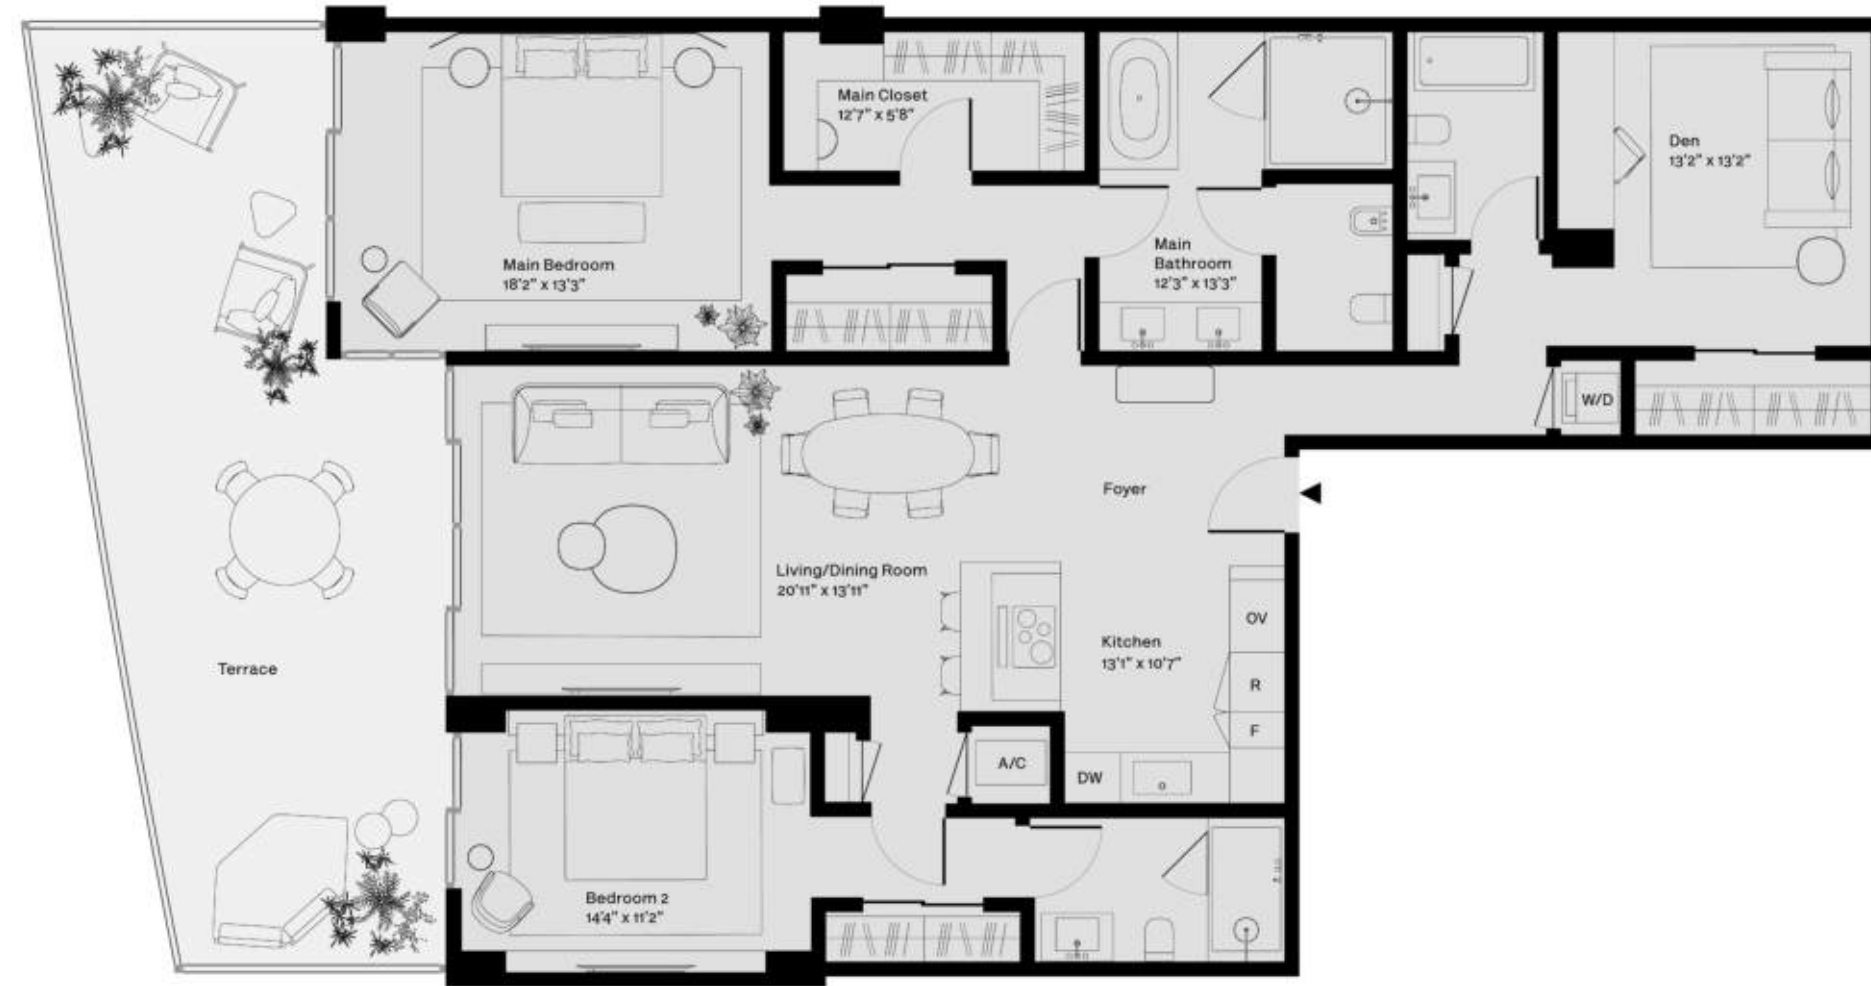 Main Closet
12'7" x 5'8"
Den
13'2" x 13'2"
Main Bedroom
18'2" x 13'3"
Main
Bathroom
12'3" x 13'3"
W/D
Foyer
Living/Dining Room
20'11" x 13'11"
OV
Kitchen
13'1" x 10'7"
Terrace
R
F
A/C
DW
Bedroom 2
14'4" x 11'2"